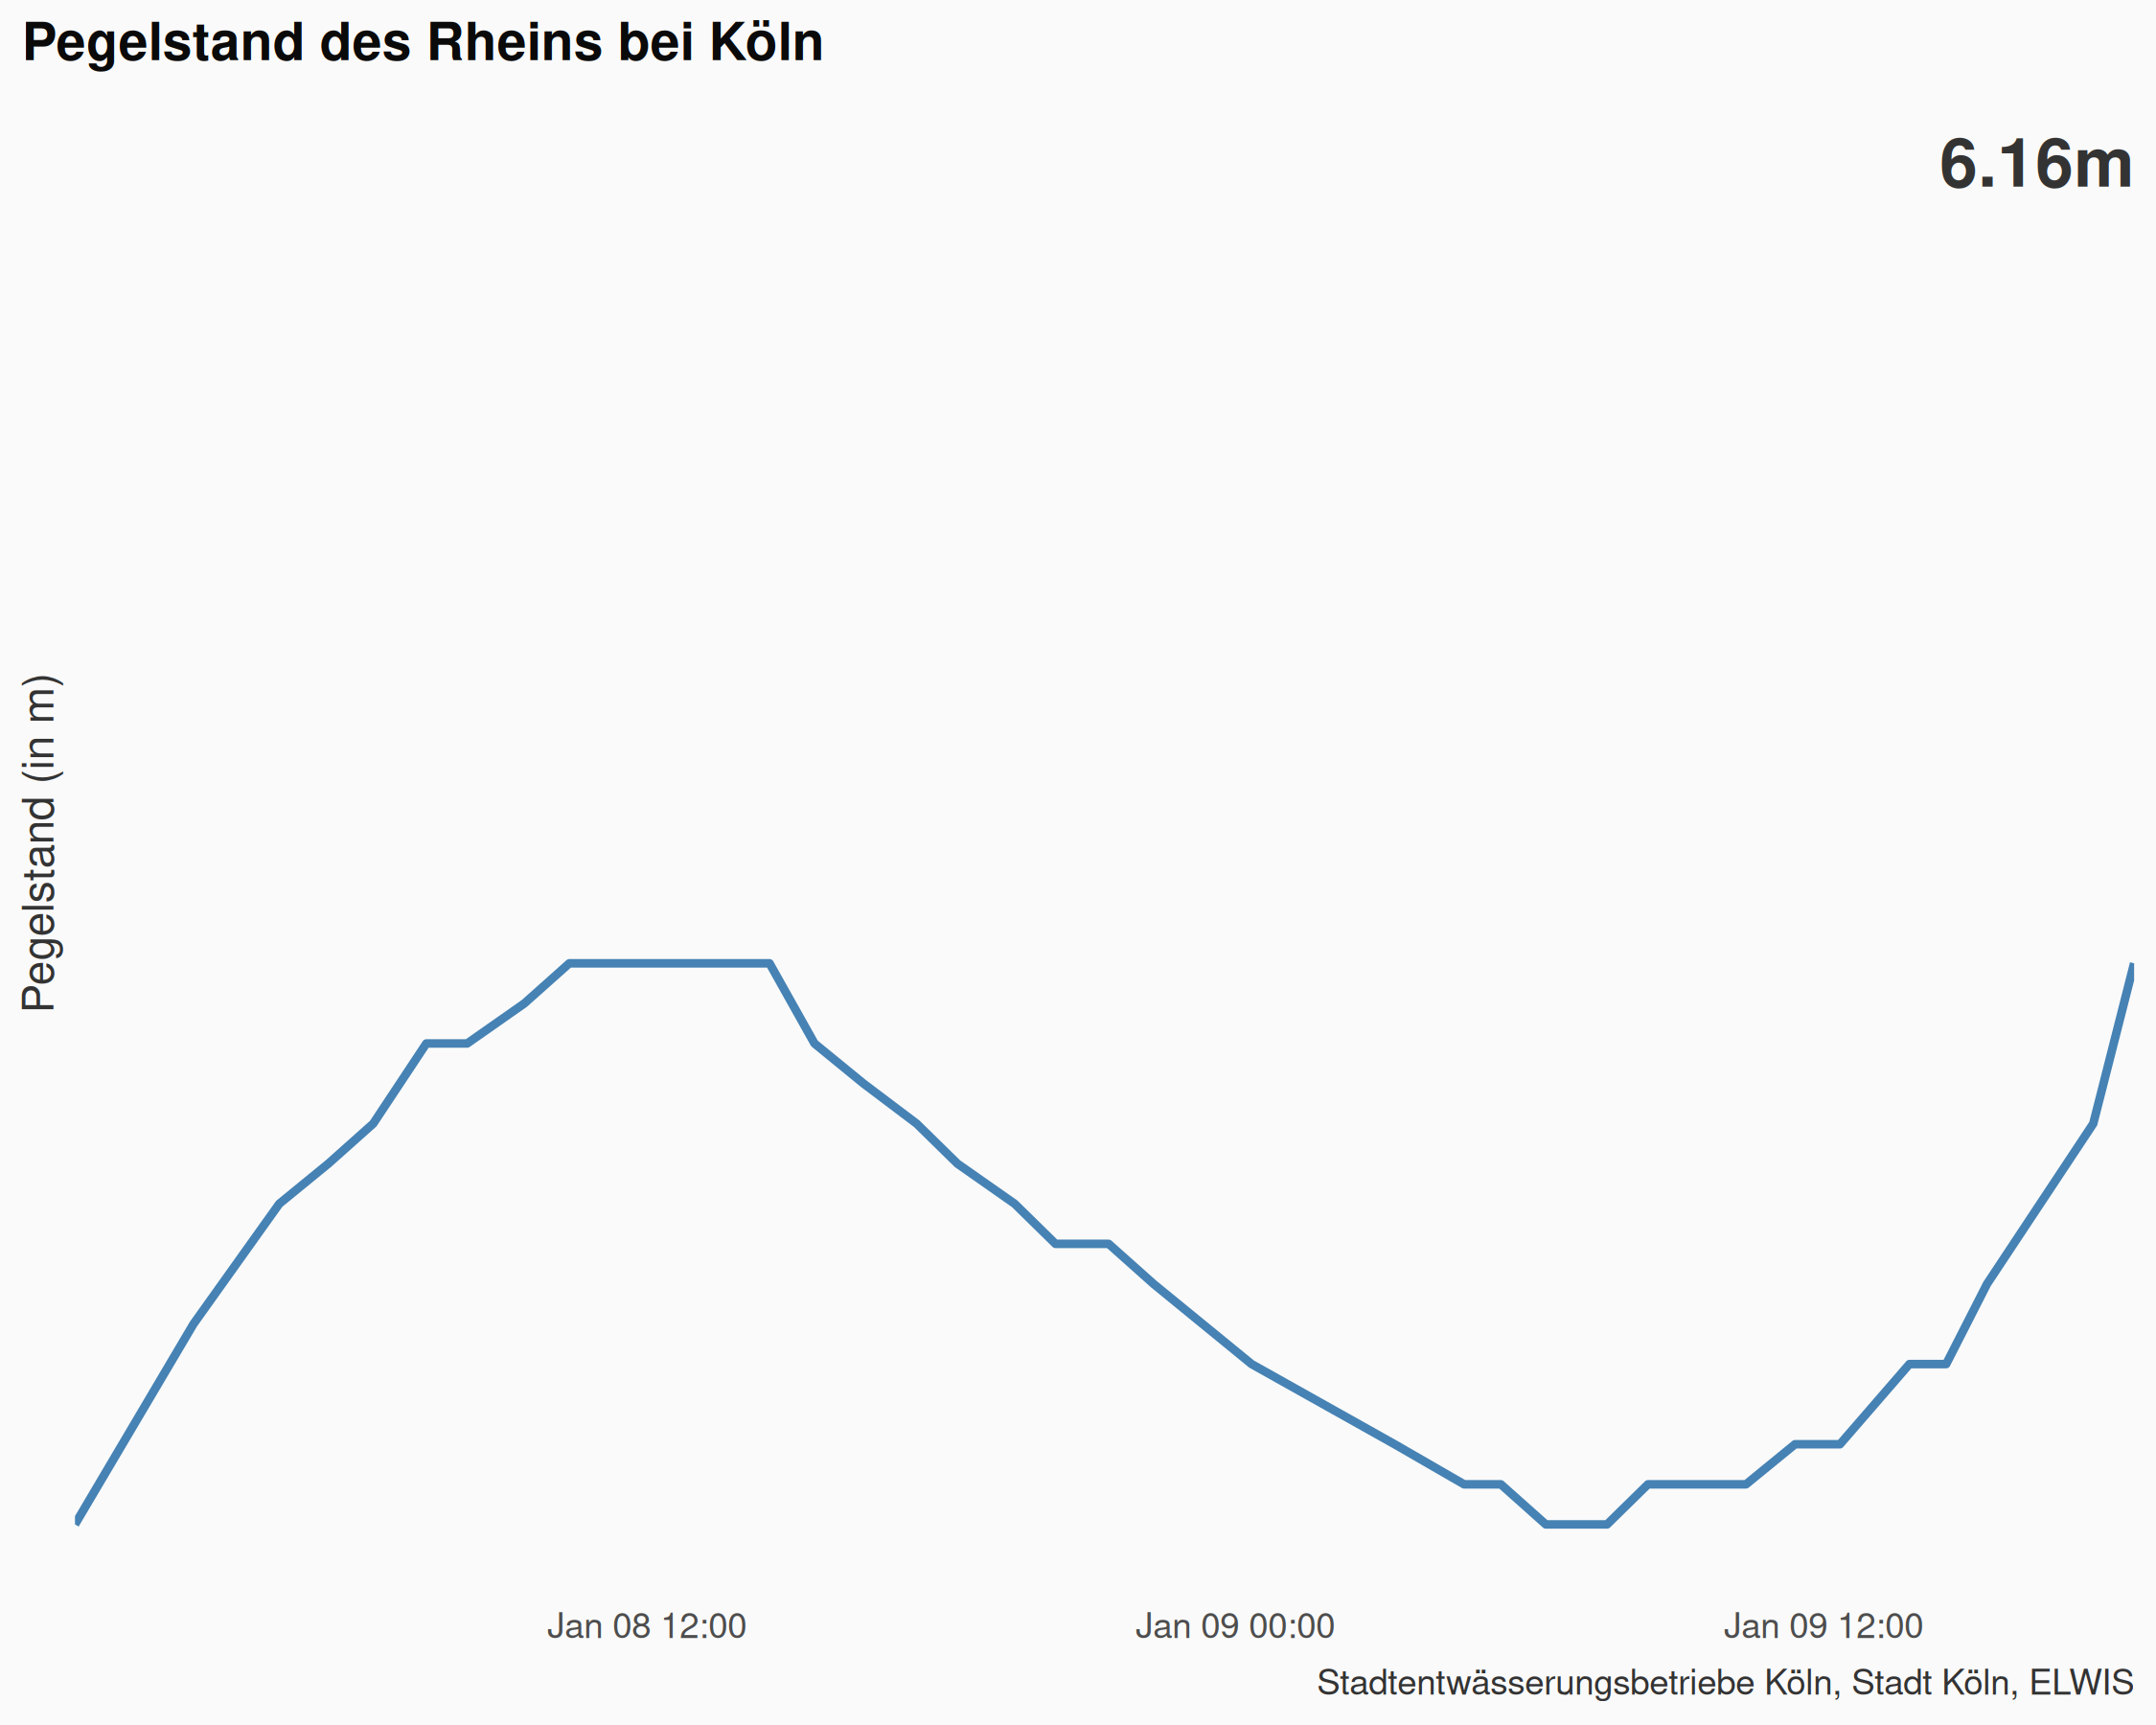 Pegelstand des Rheins bei Köln
6.16m
Pegelstand (in m)
Jan 08 12:00
Jan 09 00:00
Jan 09 12:00
Stadtentwässerungsbetriebe Köln, Stadt Köln, ELWIS